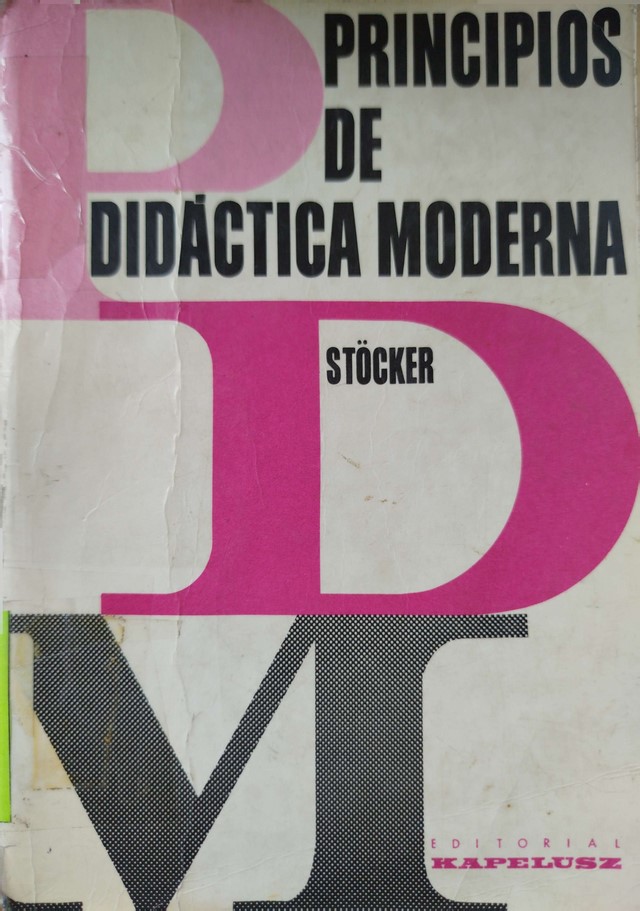 PRINCIPIOS
DE
DIDÁCTICA MODERNA
STÖCKER
P
D
M
EDITORIAL
KAPELUSZ